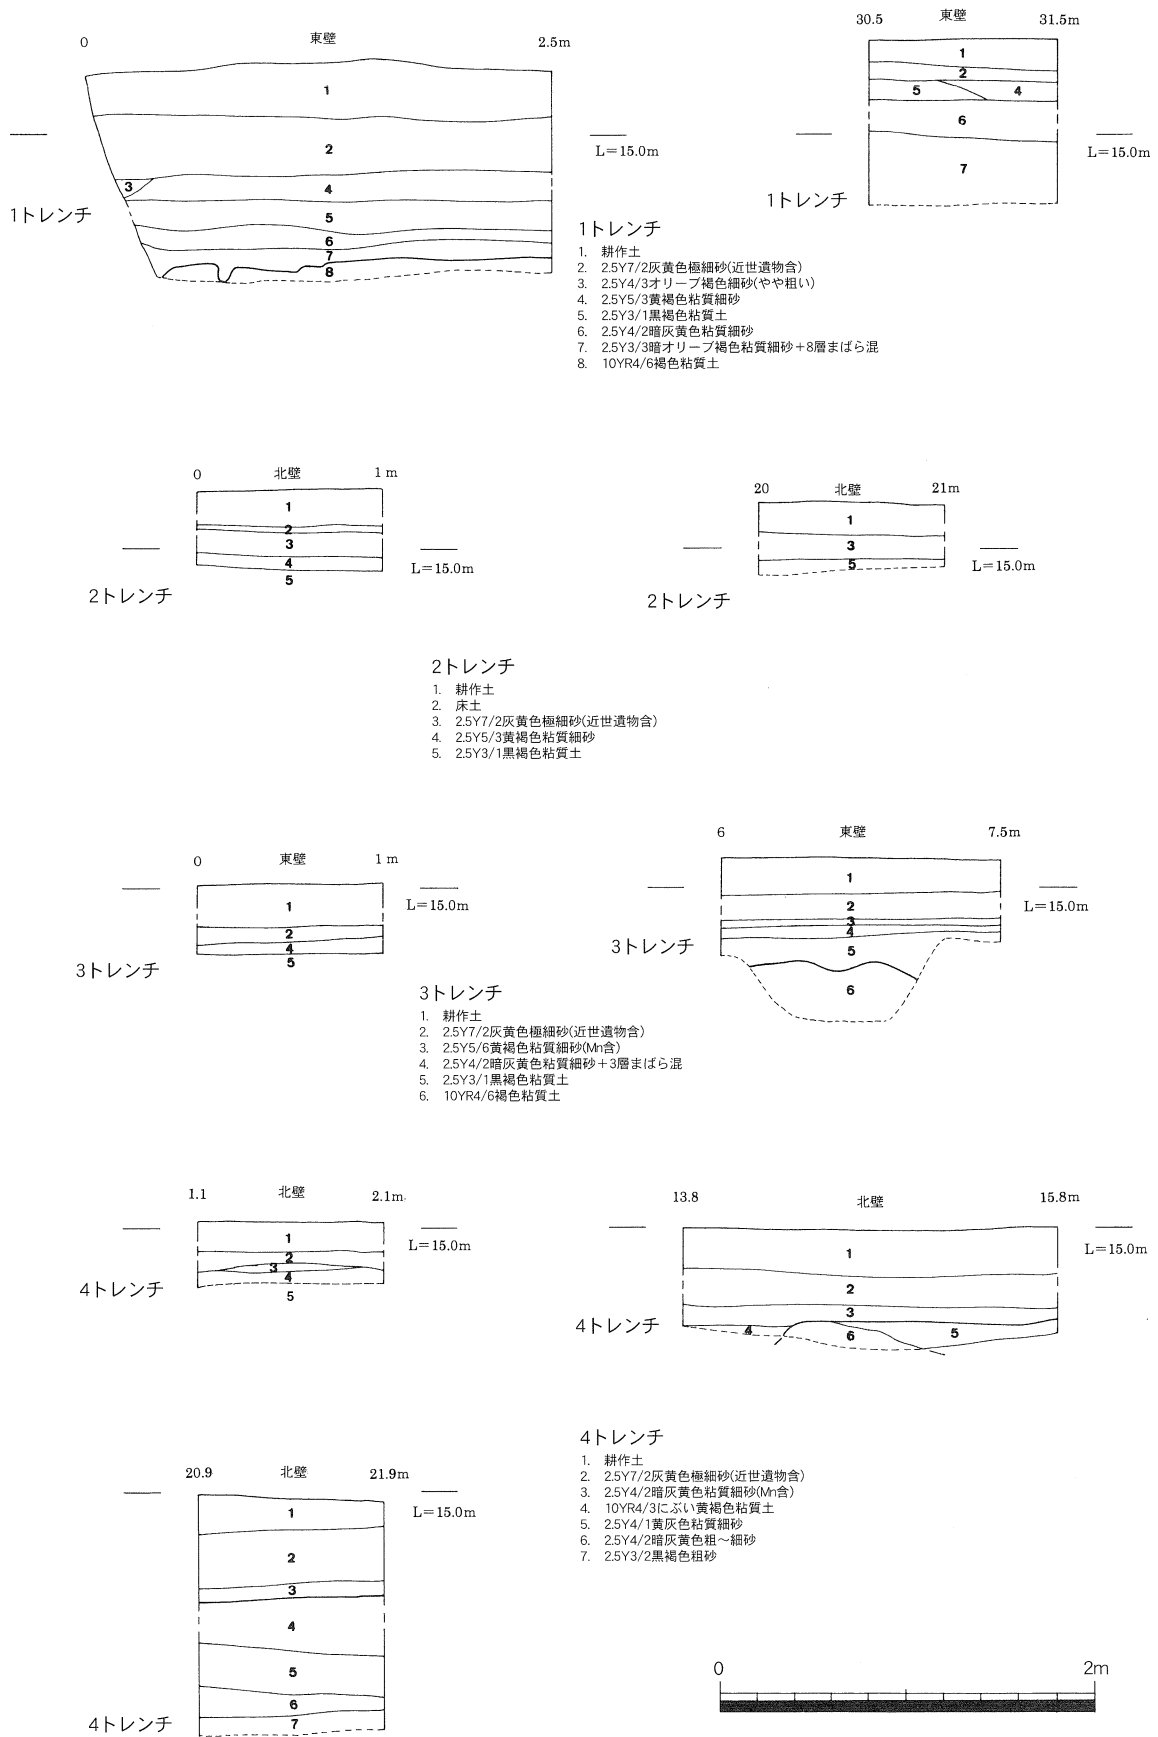 0 東壁 2.5m
1
2
3
4
5
6
7
8
L=15.0m
1トレンチ
30.5 東壁 31.5m
1
2
5 4
6
7
L=15.0m
1トレンチ
1トレンチ
1. 耕作土
2. 2.5Y7/2灰黄色極細砂(近世遺物含)
3. 2.5Y4/3オリーブ褐色細砂(やや粗い)
4. 2.5Y5/3黄褐色粘質細砂
5. 2.5Y3/1黒褐色粘質土
6. 2.5Y4/2暗灰黄色粘質細砂
7. 2.5Y3/3暗オリーブ褐色粘質細砂+8層まばら混
8. 10YR4/6褐色粘質土
0 北壁 1 m
1
2
3
4
5
L=15.0m
2トレンチ
20 北壁 21m
1
3
5
L=15.0m
2トレンチ
2トレンチ
1. 耕作土
2. 床土
3. 2.5Y7/2灰黄色極細砂(近世遺物含)
4. 2.5Y5/3黄褐色粘質細砂
5. 2.5Y3/1黒褐色粘質土
0 東壁 1 m
1
2
4
5
L=15.0m
3トレンチ
6 東壁 7.5m
1
2
3
4
5
6
L=15.0m
3トレンチ
3トレンチ
1. 耕作土
2. 2.5Y7/2灰黄色極細砂(近世遺物含)
3. 2.5Y5/6黄褐色粘質細砂(Mn含)
4. 2.5Y4/2暗灰黄色粘質細砂+3層まばら混
5. 2.5Y3/1黒褐色粘質土
6. 10YR4/6褐色粘質土
1.1 北壁 2.1m
1
2
3
4
5
L=15.0m
4トレンチ
13.8 北壁 15.8m
1
2
3
4 6 5
L=15.0m
4トレンチ
4トレンチ
1. 耕作土
2. 2.5Y7/2灰黄色極細砂(近世遺物含)
3. 2.5Y4/2暗灰黄色粘質細砂(Mn含)
4. 10YR4/3にぶい黄褐色粘質土
5. 2.5Y4/1黄灰色粘質細砂
6. 2.5Y4/2暗灰黄色粗～細砂
7. 2.5Y3/2黒褐色粗砂
20.9 北壁 21.9m
1
2
3
4
5
6
7
L=15.0m
4トレンチ
0 2m